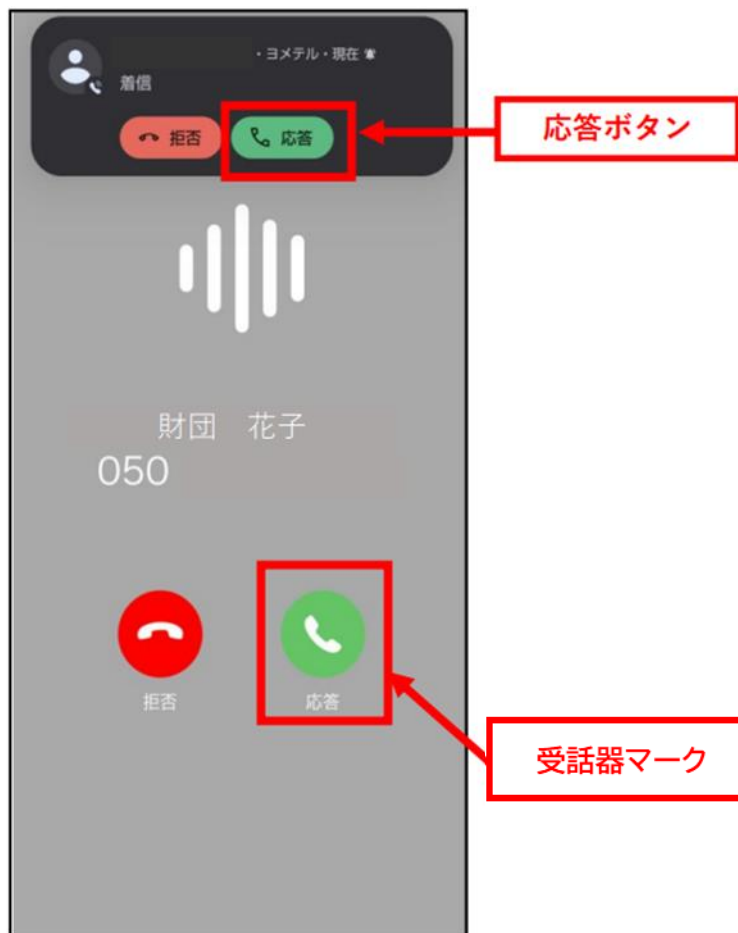 ・ヨメテル・現在
着信
拒否
応答
応答ボタン
財団 花子
050
拒否
応答
受話器マーク